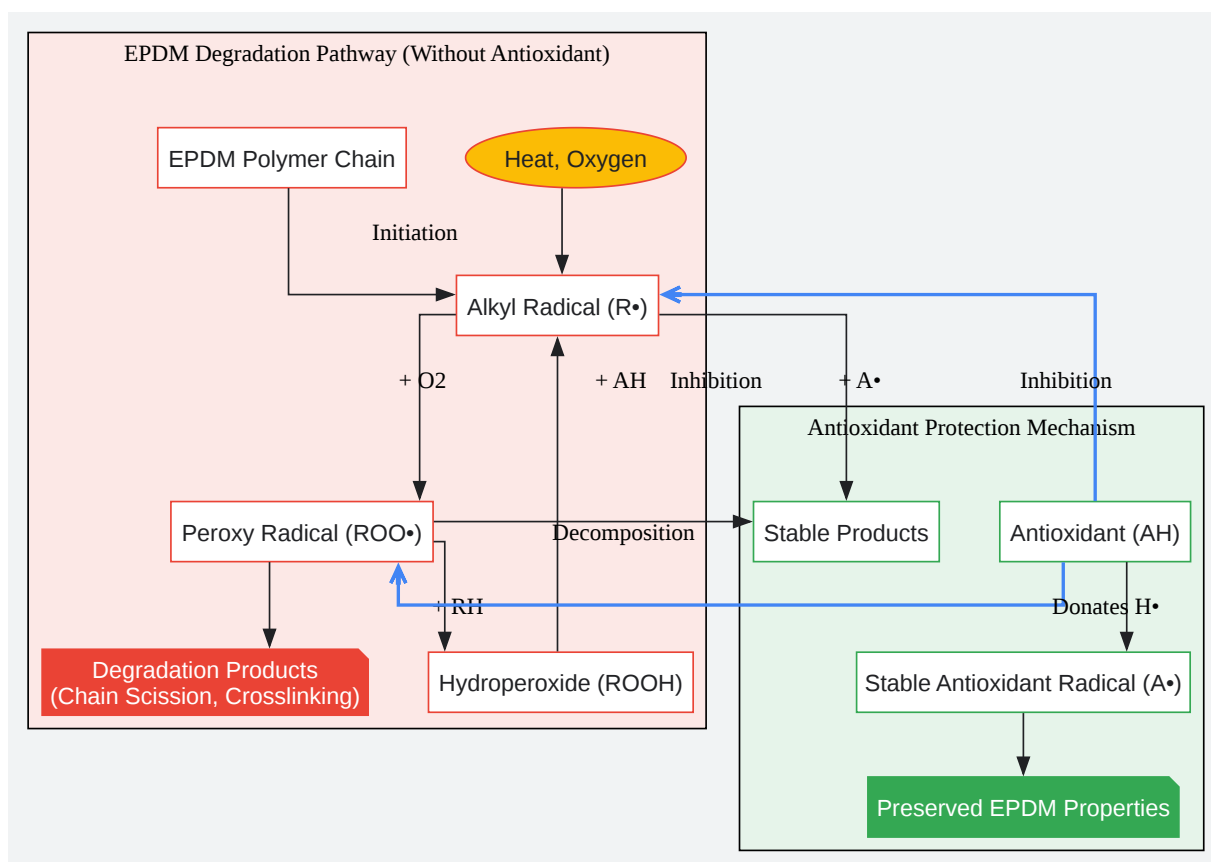 EPDM Degradation Pathway (Without Antioxidant)
EPDM Polymer Chain
Heat, Oxygen
Initiation
Alkyl Radical (R•)
+ O2
+ AH
Inhibition
+ A•
Inhibition
Antioxidant Protection Mechanism
Peroxy Radical (ROO•)
Decomposition
Stable Products
Antioxidant (AH)
+ RH
Donates H•
Degradation Products
(Chain Scission, Crosslinking)
Hydroperoxide (ROOH)
Stable Antioxidant Radical (A•)
Preserved EPDM Properties